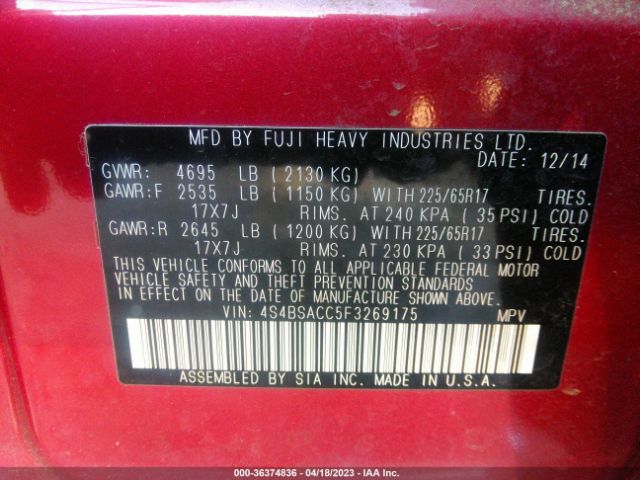 MFD BY FUJI HEAVY INDUSTRIES LTD.
DATE: 12/14
GVWR: 4695 LB ( 2130 KG)
GAWR:F 2535 LB ( 1150 KG) WITH 225/65R17 TIRES.
17X7J RIMS. AT 240 KPA ( 35 PSI) COLD
GAWR:R 2645 LB ( 1200 KG) WITH 225/65R17 TIRES.
17X7J RIMS. AT 230 KPA ( 33 PSI) COLD
THIS VEHICLE CONFORMS TO ALL APPLICABLE FEDERAL MOTOR
VEHICLE SAFETY AND THEFT PREVENTION STANDARDS
IN EFFECT ON THE DATE OF MANUFACTURE SHOWN ABOVE.
VIN: 4S4BSACC5F3269175 MPV
ASSEMBLED BY SIA INC. MADE IN U.S.A.
000-36374836 - 04/18/2023 - IAA Inc.